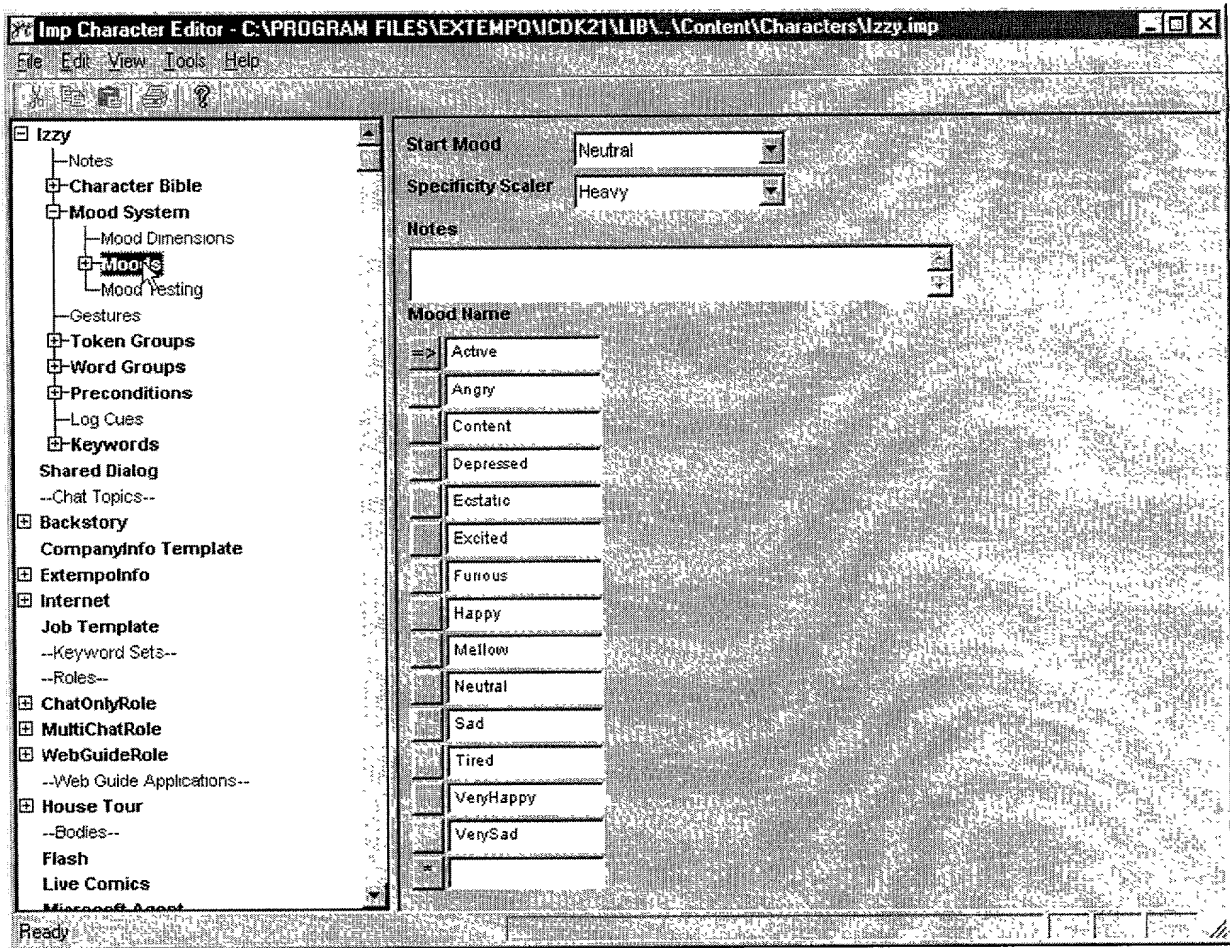 Imp Character Editor - C:\PROGRAM FILES\EXTEMPO\ICDK21\LIB\..\Content\Characters\Izzy.imp
File Edit View Tools Help
Izzy
Notes
Character Bible
Mood System
Mood Dimensions
Moods
Mood Testing
Gestures
Token Groups
Word Groups
Preconditions
Log Cues
Keywords
Shared Dialog
--Chat Topics--
Backstory
CompanyInfo Template
ExtempoInfo
Internet
Job Template
--Keyword Sets--
--Roles--
ChatOnlyRole
MultiChatRole
WebGuideRole
--Web Guide Applications--
House Tour
--Bodies--
Flash
Live Comics
Microsoft Agent
Start Mood Neutral
Specificity Scaler Heavy
Notes
Mood Name
=> Active
Angry
Content
Depressed
Ecstatic
Excited
Furious
Happy
Mellow
Neutral
Sad
Tired
VeryHappy
VerySad
*
Ready